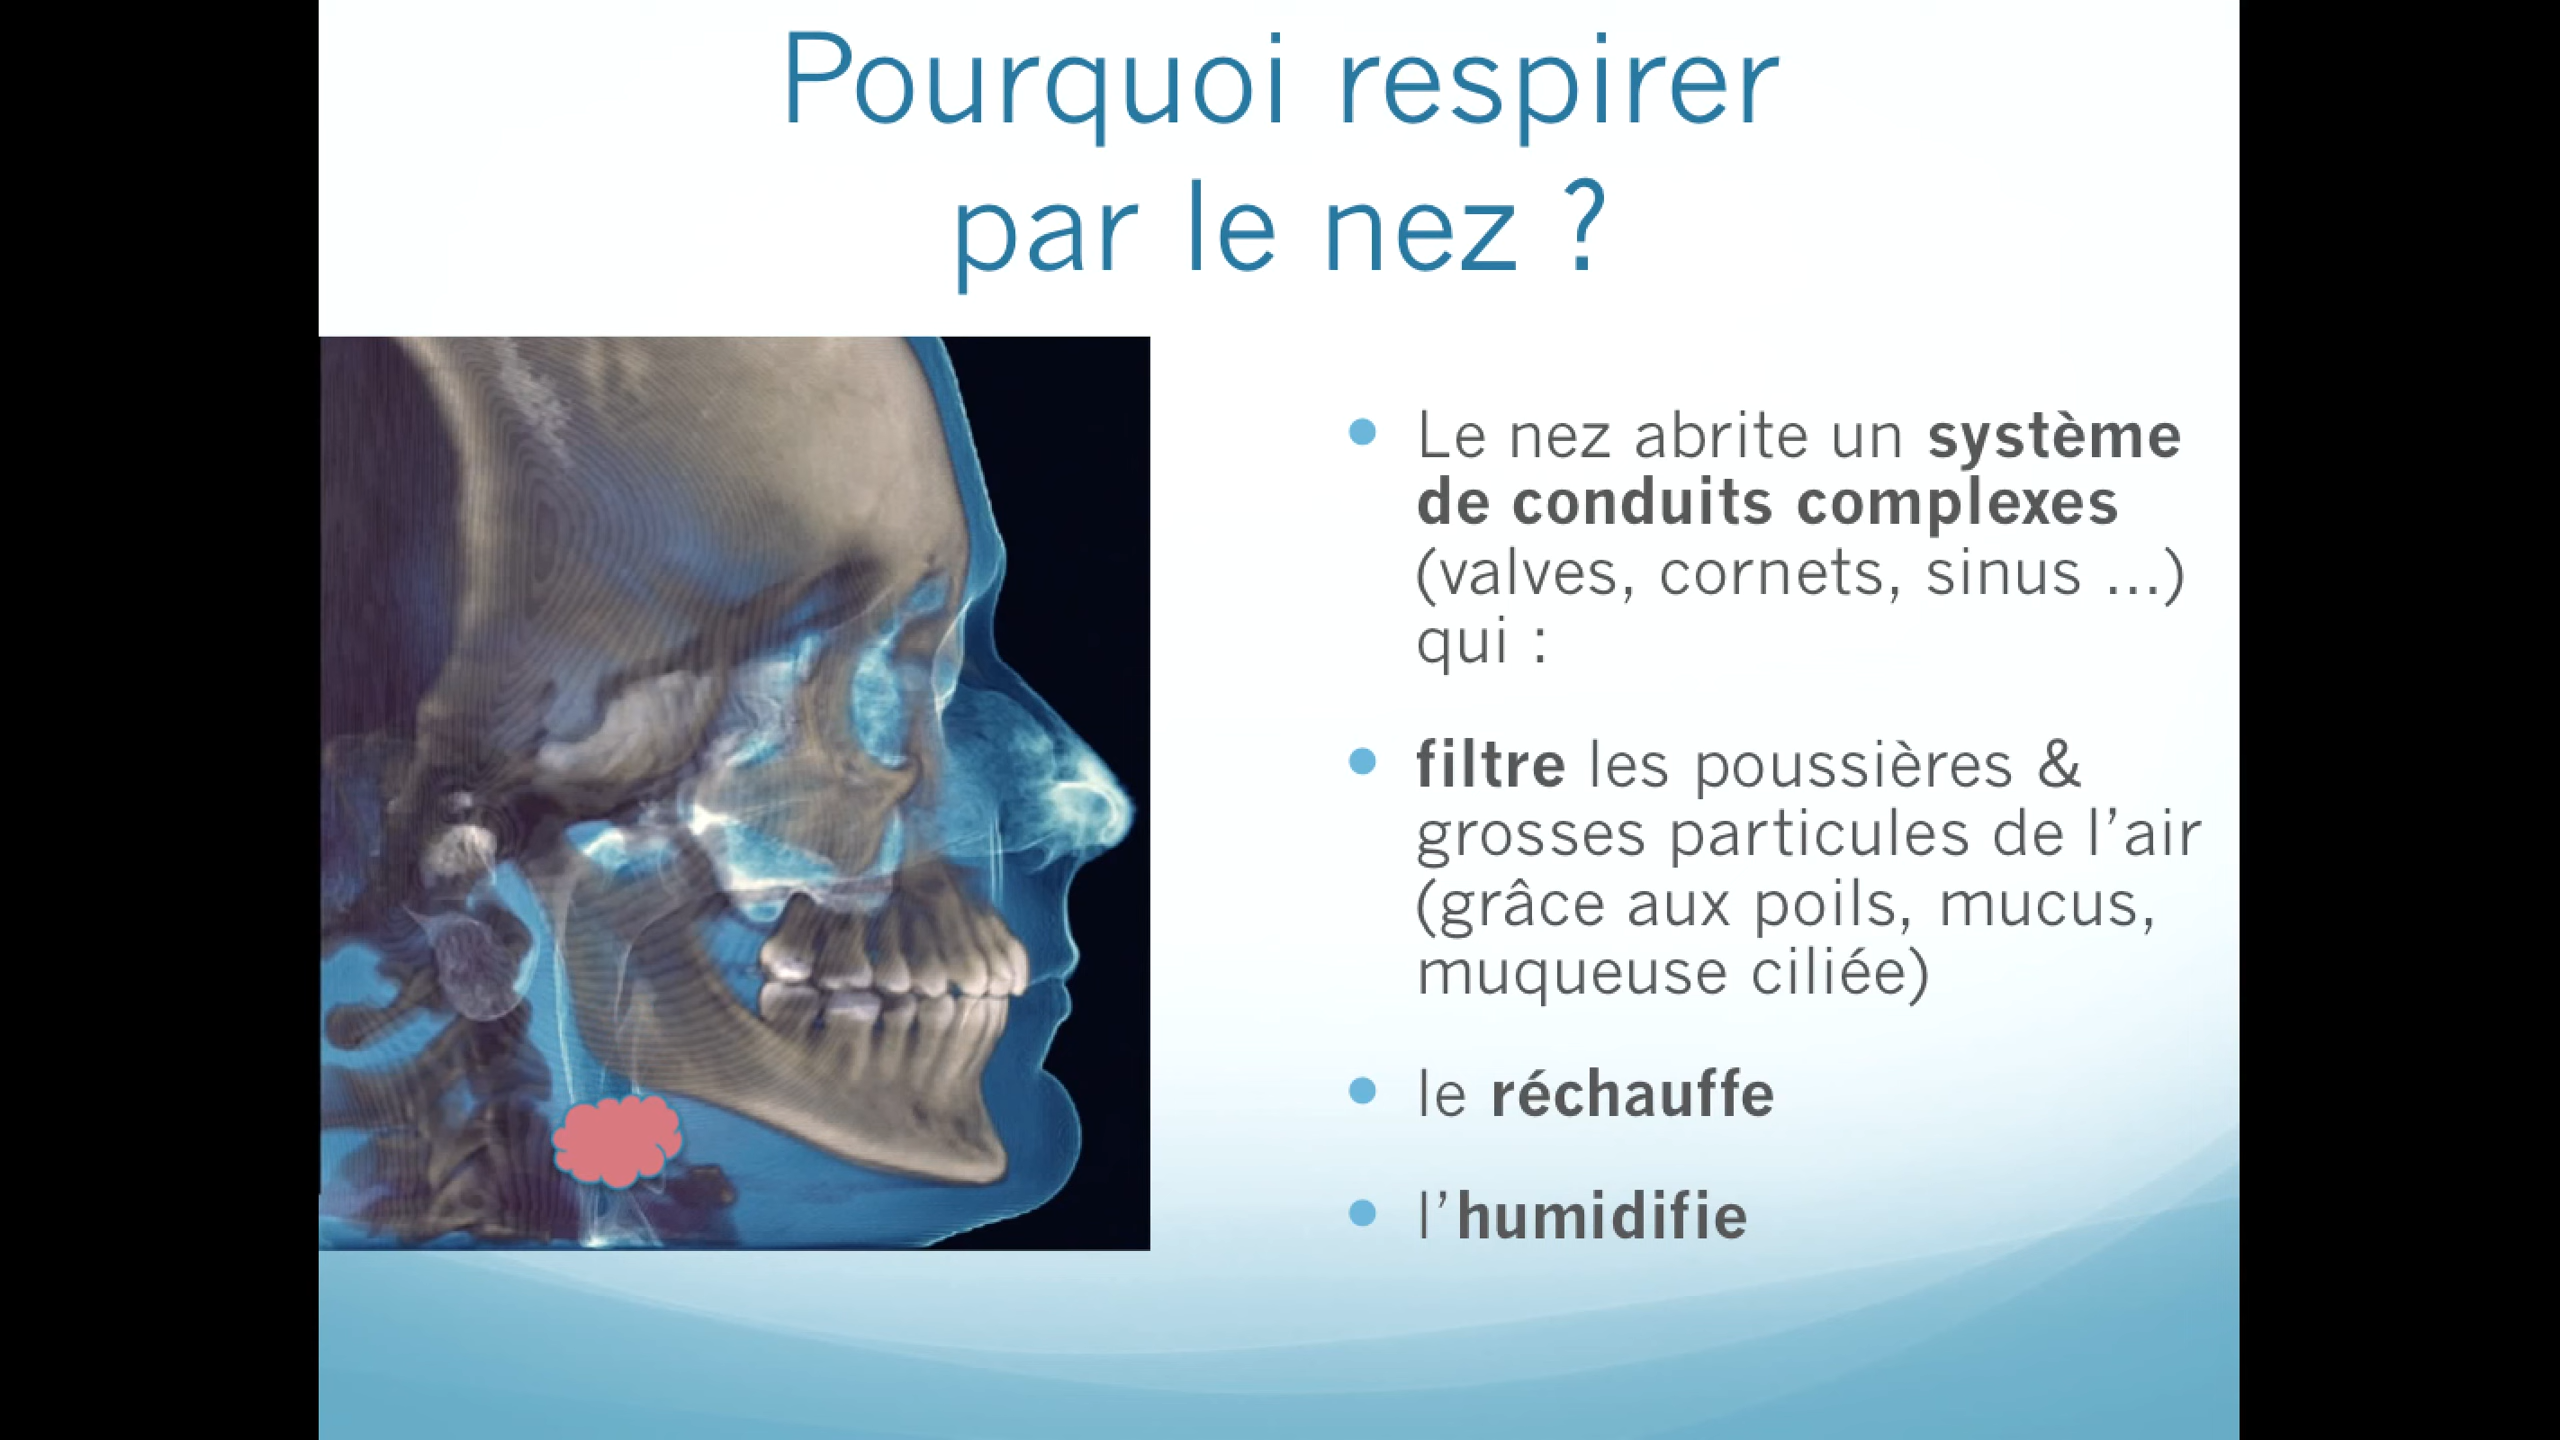 Pourquoi respirer
par le nez ?
• Le nez abrite un système
de conduits complexes
(valves, cornets, sinus ...)
qui :
• filtre les poussières &
grosses particules de l’air
(grâce aux poils, mucus,
muqueuse ciliée)
• le réchauffe
• l’humidifie